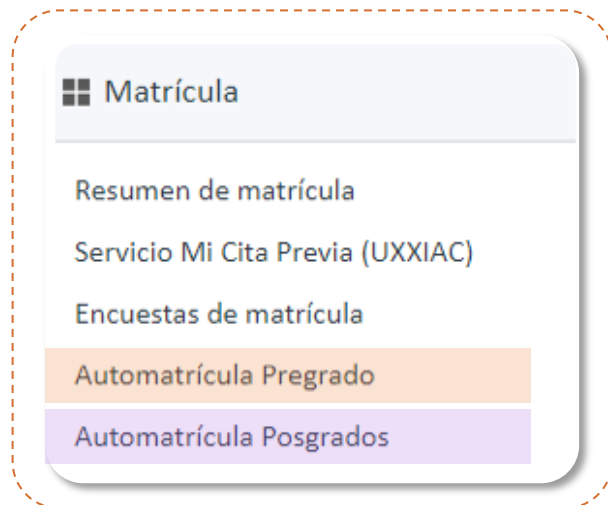 Matrícula
Resumen de matrícula
Servicio Mi Cita Previa (UXXIAC)
Encuestas de matrícula
Automatrícula Pregrado
Automatrícula Posgrados